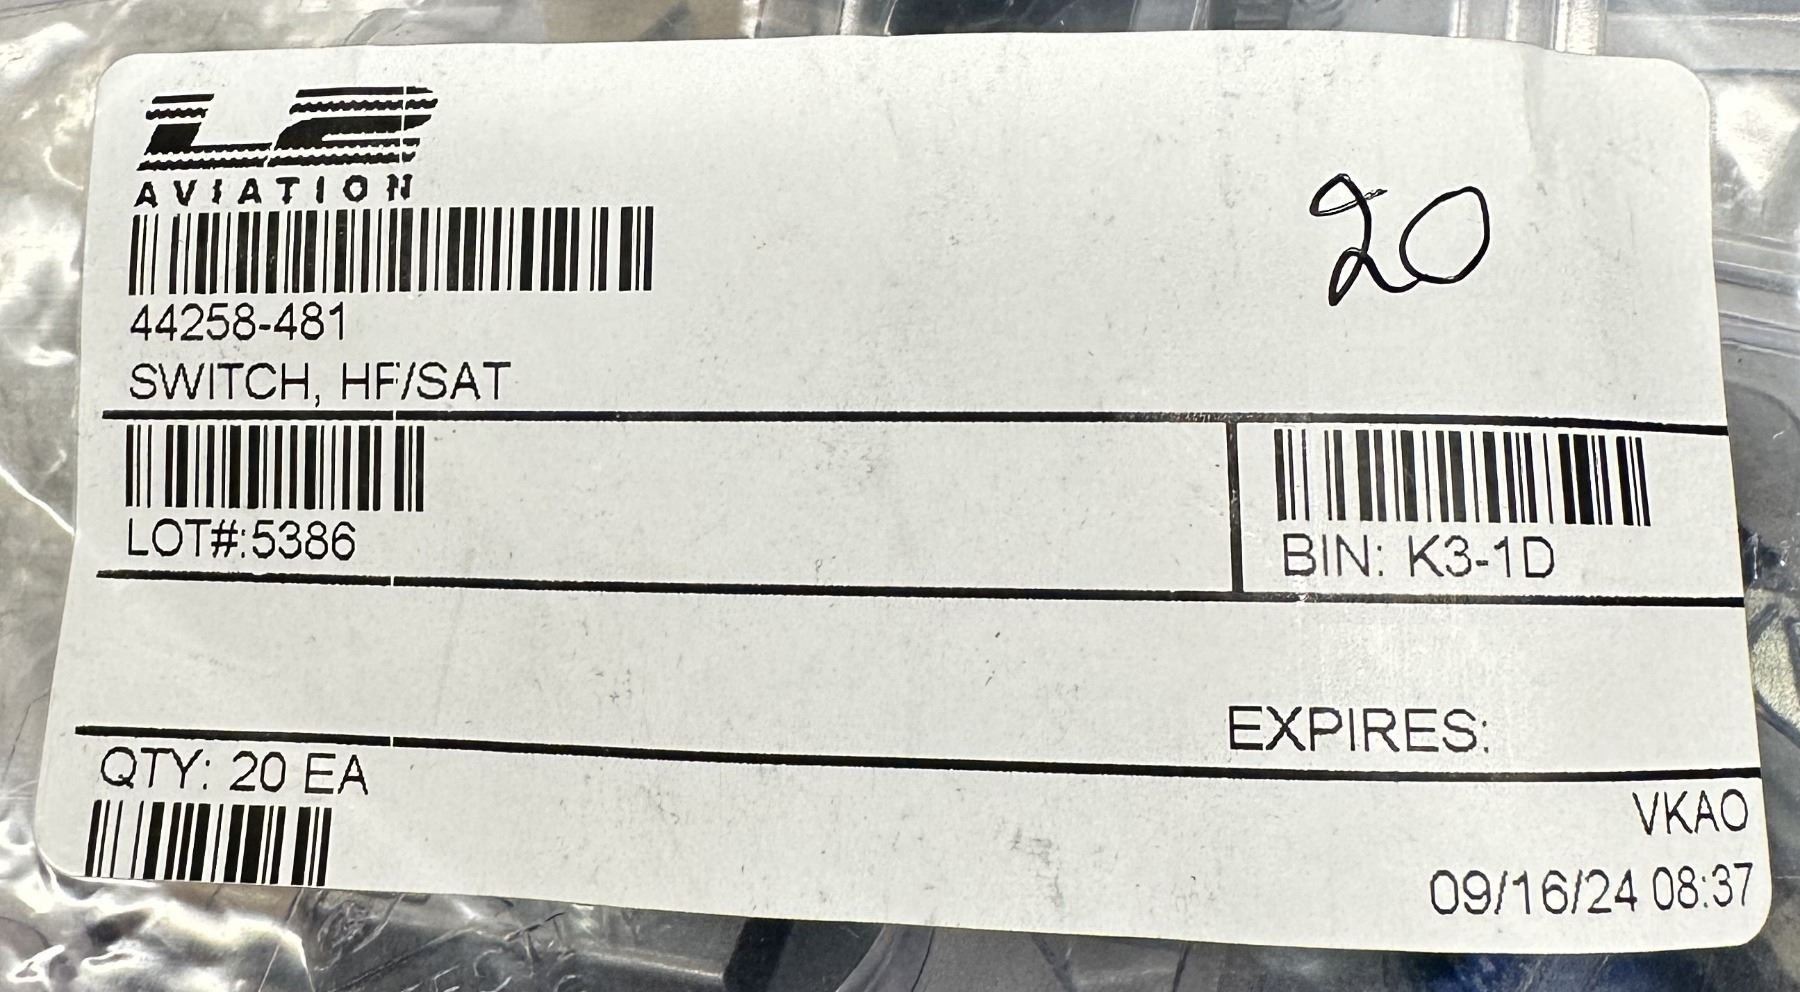 L2
AVIATION
20
44258-481
SWITCH, HF/SAT
LOT#:5386
BIN: K3-1D
EXPIRES:
QTY: 20 EA
VKAO
09/16/24 08:37